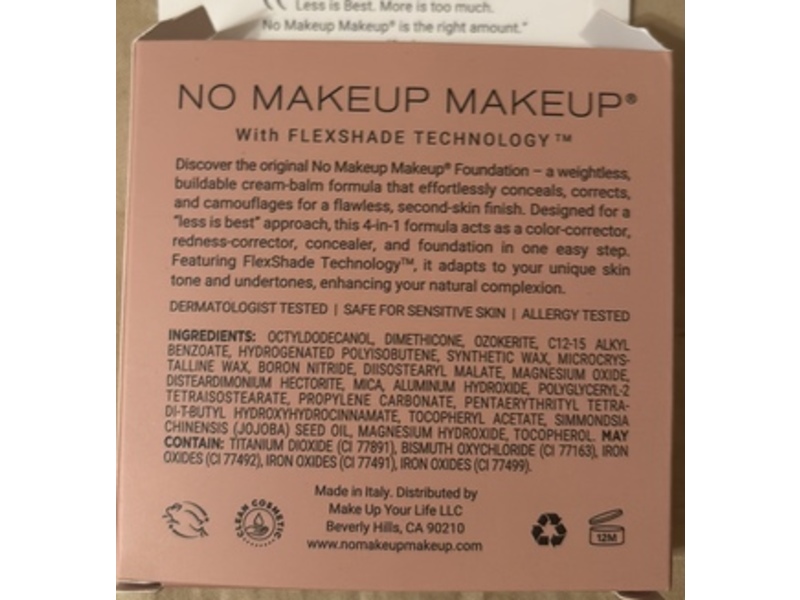 Less is Best. More is too much.
No Makeup Makeup® is the right amount."
NO MAKEUP MAKEUP®
With FLEXSHADE TECHNOLOGY™
Discover the original No Makeup Makeup® Foundation – a weightless,
buildable cream-balm formula that effortlessly conceals, corrects,
and camouflages for a flawless, second-skin finish. Designed for a
"less is best" approach, this 4-in-1 formula acts as a color-corrector,
redness-corrector, concealer, and foundation in one easy step.
Featuring FlexShade Technology™, it adapts to your unique skin
tone and undertones, enhancing your natural complexion.
DERMATOLOGIST TESTED | SAFE FOR SENSITIVE SKIN | ALLERGY TESTED
INGREDIENTS: OCTYLDODECANOL, DIMETHICONE, OZOKERITE, C12-15 ALKYL
BENZOATE, HYDROGENATED POLYISOBUTENE, SYNTHETIC WAX, MICROCRYS-
TALLINE WAX, BORON NITRIDE, DIISOSTEARYL MALATE, MAGNESIUM OXIDE,
DISTEARDIMONIUM HECTORITE, MICA, ALUMINUM HYDROXIDE, POLYGLYCERYL-2
TETRAISOSTEARATE, PROPYLENE CARBONATE, PENTAERYTHRITYL TETRA-
DI-T-BUTYL HYDROXYHYDROCINNAMATE, TOCOPHERYL ACETATE, SIMMONDSIA
CHINENSIS (JOJOBA) SEED OIL, MAGNESIUM HYDROXIDE, TOCOPHEROL. MAY
CONTAIN: TITANIUM DIOXIDE (CI 77891), BISMUTH OXYCHLORIDE (CI 77163), IRON
OXIDES (CI 77492), IRON OXIDES (CI 77491), IRON OXIDES (CI 77499).
CLEAN COSMETIC
Made in Italy. Distributed by
Make Up Your Life LLC
Beverly Hills, CA 90210
www.nomakeupmakeup.com
12M